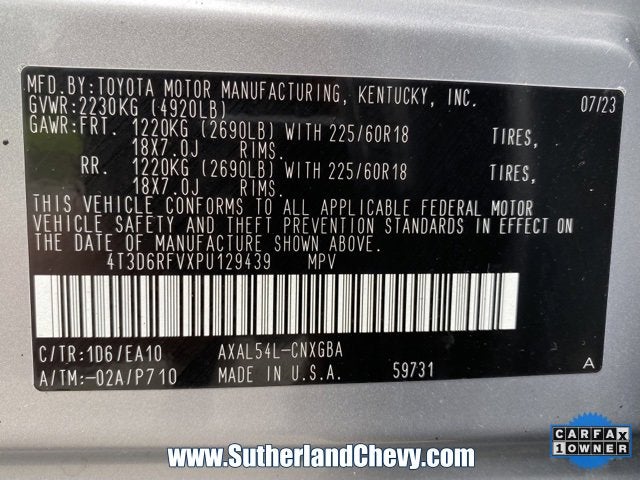 MFD.BY:TOYOTA MOTOR MANUFACTURING, KENTUCKY, INC. 07/23
GVWR:2230KG (4920LB)
GAWR:FRT. 1220KG (2690LB) WITH 225/60R18 TIRES,
18X7.0J RIMS.
RR. 1220KG (2690LB) WITH 225/60R18 TIRES,
18X7.0J RIMS.
THIS VEHICLE CONFORMS TO ALL APPLICABLE FEDERAL MOTOR
VEHICLE SAFETY AND THEFT PREVENTION STANDARDS IN EFFECT ON
THE DATE OF MANUFACTURE SHOWN ABOVE.
4T3D6RFVXPU129439 MPV
C/TR:1D6/EA10 AXAL54L-CNXGBA A
A/TM:-02A/P710 MADE IN U.S.A. 59731
CARFAX
1 OWNER
www.SutherlandChevy.com